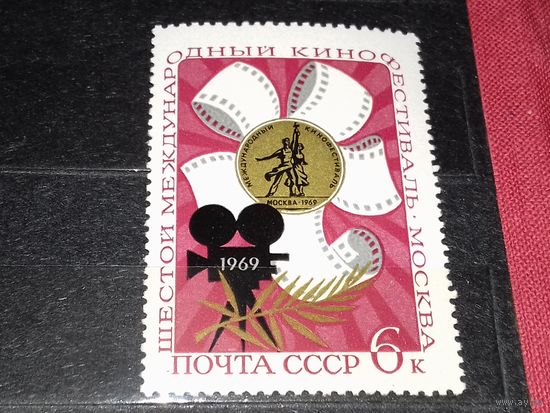 ШЕСТОЙ МЕЖДУНАРОДНЫЙ КИНОФЕСТИВАЛЬ · МОСКВА
МЕЖДУНАРОДНЫЙ КИНОФЕСТИВАЛЬ
МОСКВА·1969
1969
ПОЧТА СССР 6 К